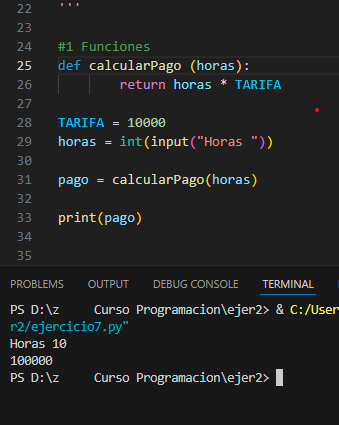 22 '''
23
24 #1 Funciones
25 def calcularPago (horas):
26 return horas * TARIFA
27
28 TARIFA = 10000
29 horas = int(input("Horas "))
30
31 pago = calcularPago(horas)
32
33 print(pago)
34
35
PROBLEMS OUTPUT DEBUG CONSOLE TERMINAL
PS D:\z Curso Programacion\ejer2> & C:/User
r2/ejercicio7.py"
Horas 10
100000
PS D:\z Curso Programacion\ejer2>